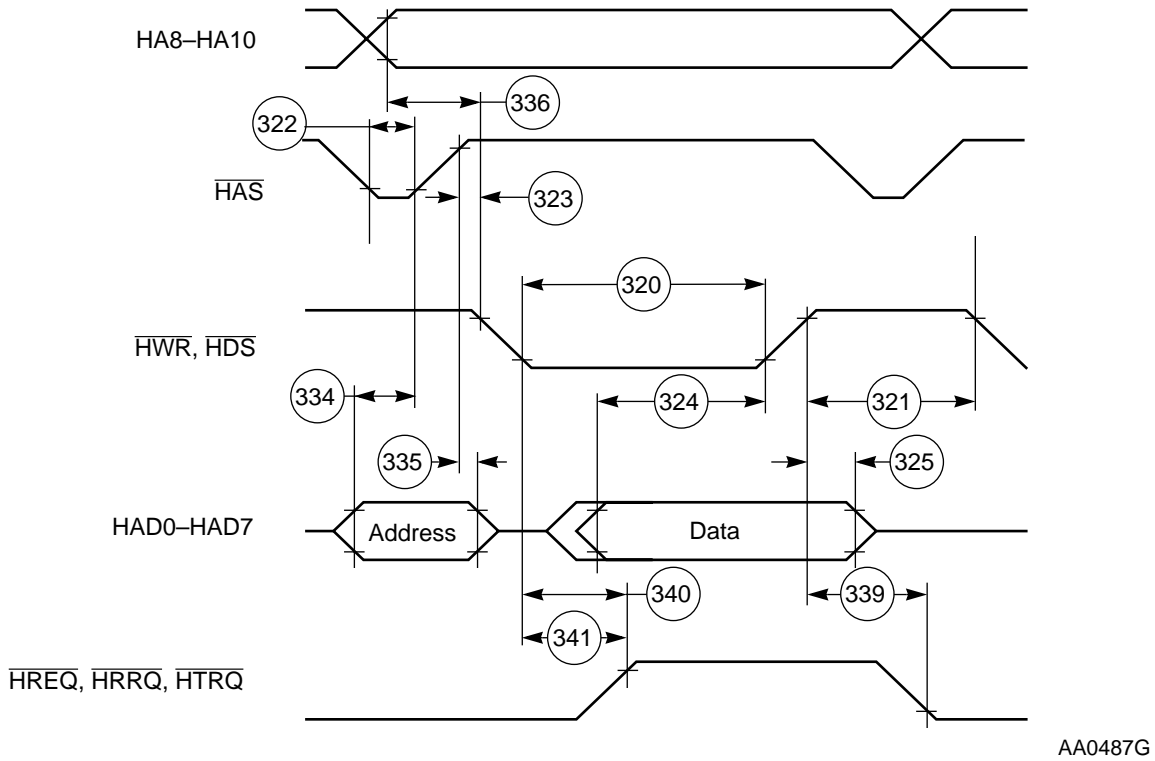 HA8–HA10
336
322
HAS
323
320
HWR, HDS
334
324
321
335
325
HAD0–HAD7
Address
Data
340
339
341
HREQ, HRRQ, HTRQ
AA0487G